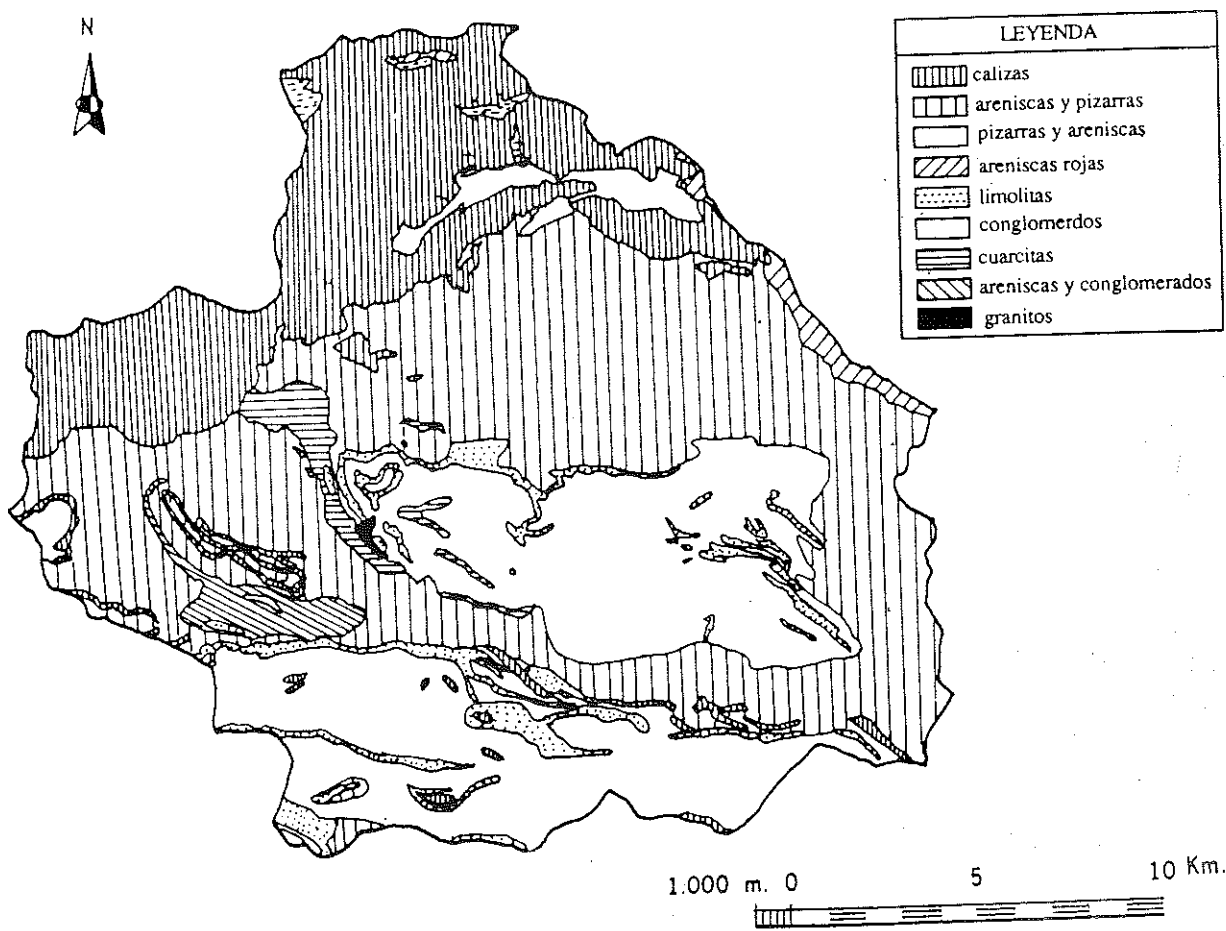 N
LEYENDA
calizas
areniscas y pizarras
pizarras y areniscas
areniscas rojas
limolitas
conglomerdos
cuarcitas
areniscas y conglomerados
granitos
1:000 m. 0 5 10 Km.